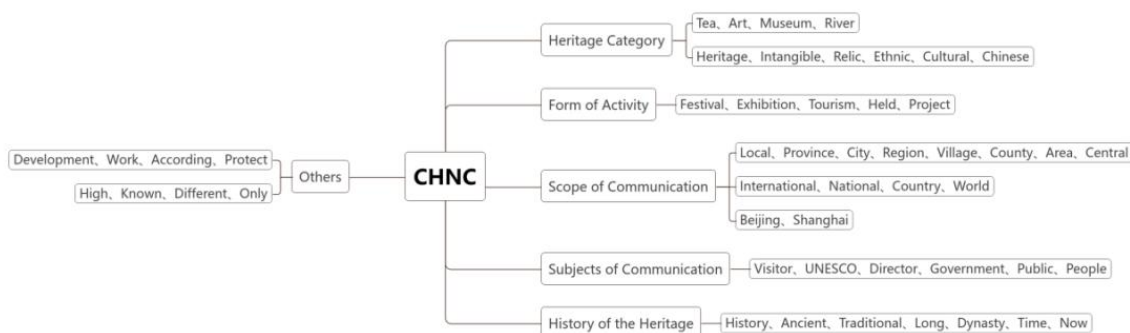 Tea、Art、Museum、River
Heritage Category
Heritage、Intangible、Relic、Ethnic、Cultural、Chinese
Form of Activity
Festival、Exhibition、Tourism、Held、Project
Development、Work、According、Protect
Others
High、Known、Different、Only
CHNC
Local、Province、City、Region、Village、County、Area、Central
Scope of Communication
International、National、Country、World
Beijing、Shanghai
Subjects of Communication
Visitor、UNESCO、Director、Government、Public、People
History of the Heritage
History、Ancient、Traditional、Long、Dynasty、Time、Now